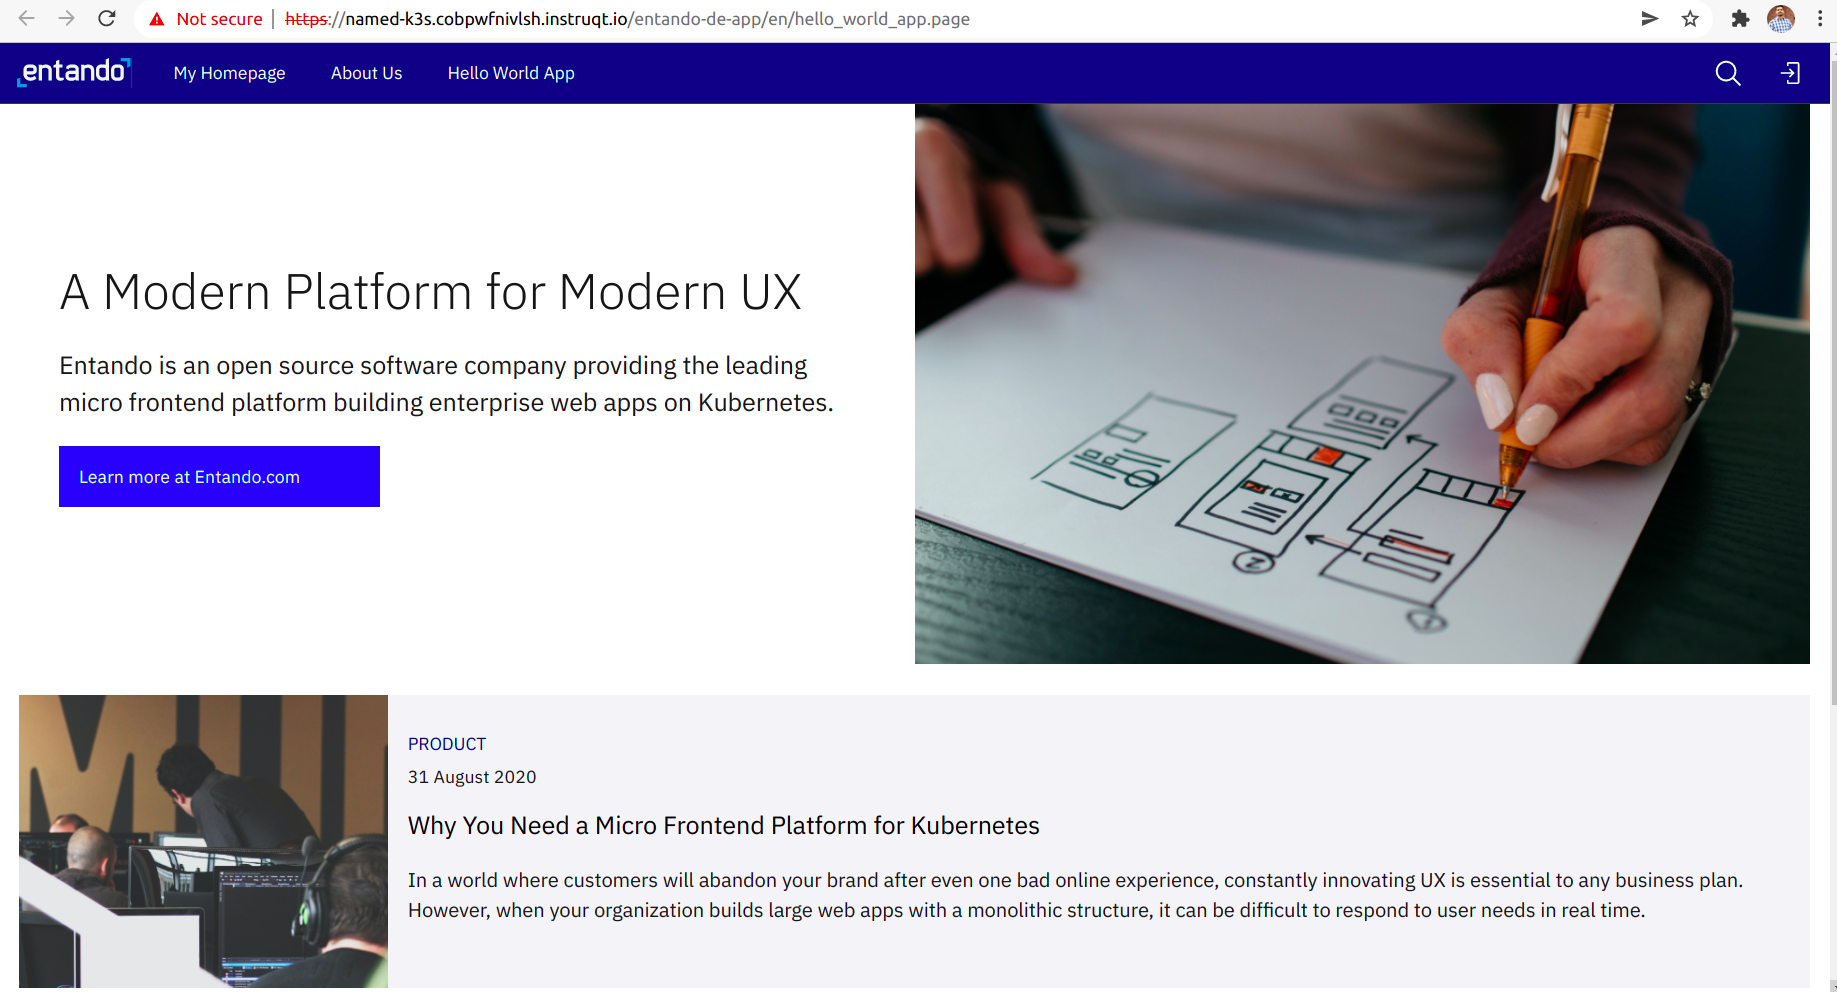 Not secure | https://named-k3s.cobpwfnivlsh.instruqt.io/entando-de-app/en/hello_world_app.page
entando My Homepage About Us Hello World App
A Modern Platform for Modern UX
Entando is an open source software company providing the leading
micro frontend platform building enterprise web apps on Kubernetes.
Learn more at Entando.com
2
1
PRODUCT
31 August 2020
Why You Need a Micro Frontend Platform for Kubernetes
In a world where customers will abandon your brand after even one bad online experience, constantly innovating UX is essential to any business plan.
However, when your organization builds large web apps with a monolithic structure, it can be difficult to respond to user needs in real time.